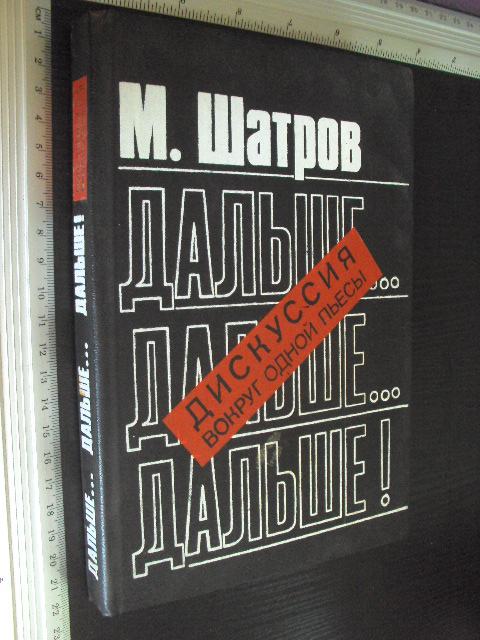 М. Шатров
ДАЛЬШЕ...
ДАЛЬШЕ...
ДАЛЬШЕ!
ДИСКУССИЯ
ВОКРУГ ОДНОЙ ПЬЕСЫ
ДАЛЬШЕ... ДАЛЬШЕ... ДАЛЬШЕ!